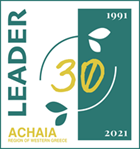 LEADER
1991
30
ACHAIA
REGION OF WESTERN GREECE
2021